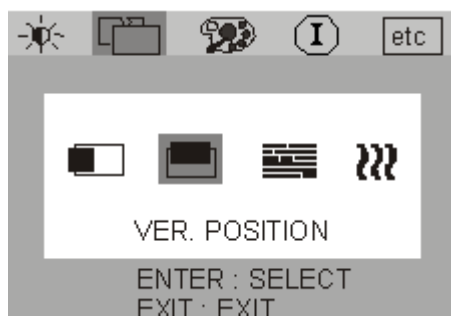 I etc
VER. POSITION
ENTER : SELECT
EXIT : EXIT